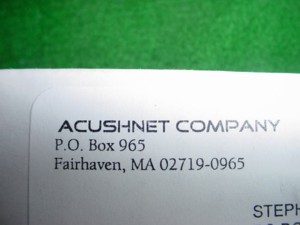 ACUSHNET COMPANY
P.O. Box 965
Fairhaven, MA 02719-0965
STEPH